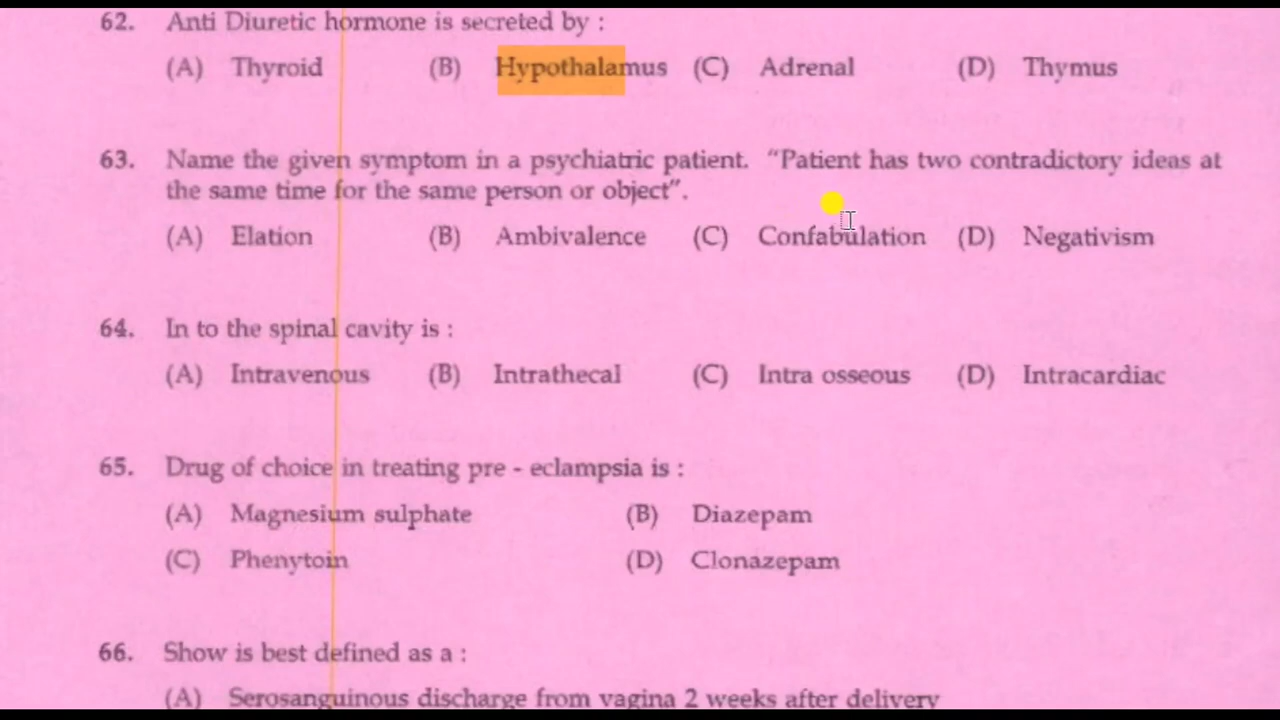 62. Anti Diuretic hormone is secreted by :
(A) Thyroid (B) Hypothalamus (C) Adrenal (D) Thymus
63. Name the given symptom in a psychiatric patient. “Patient has two contradictory ideas at
the same time for the same person or object”.
(A) Elation (B) Ambivalence (C) Confabulation (D) Negativism
64. In to the spinal cavity is :
(A) Intravenous (B) Intrathecal (C) Intra osseous (D) Intracardiac
65. Drug of choice in treating pre - eclampsia is :
(A) Magnesium sulphate (B) Diazepam
(C) Phenytoin (D) Clonazepam
66. Show is best defined as a :
(A) Serosanguinous discharge from vagina 2 weeks after delivery